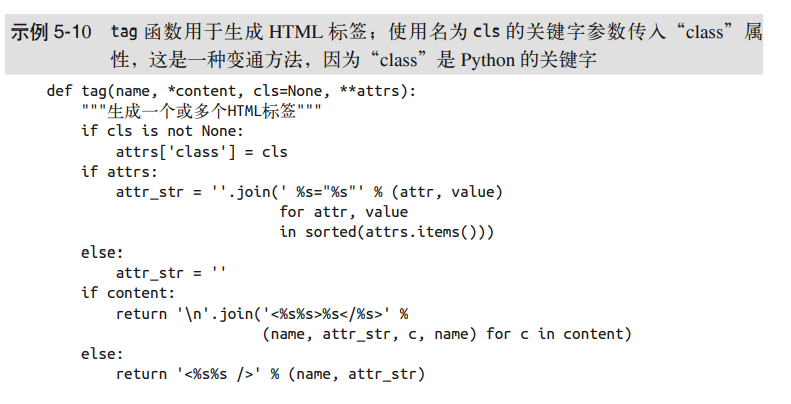 示例 5-10 tag 函数用于生成 HTML 标签；使用名为 cls 的关键字参数传入“class”属
性，这是一种变通方法，因为“class”是 Python 的关键字
def tag(name, *content, cls=None, **attrs):
    """生成一个或多个HTML标签"""
    if cls is not None:
        attrs['class'] = cls
    if attrs:
        attr_str = ''.join(' %s="%s"' % (attr, value)
                           for attr, value
                           in sorted(attrs.items()))
    else:
        attr_str = ''
    if content:
        return '\n'.join('<%s%s>%s</%s>' %
                         (name, attr_str, c, name) for c in content)
    else:
        return '<%s%s />' % (name, attr_str)